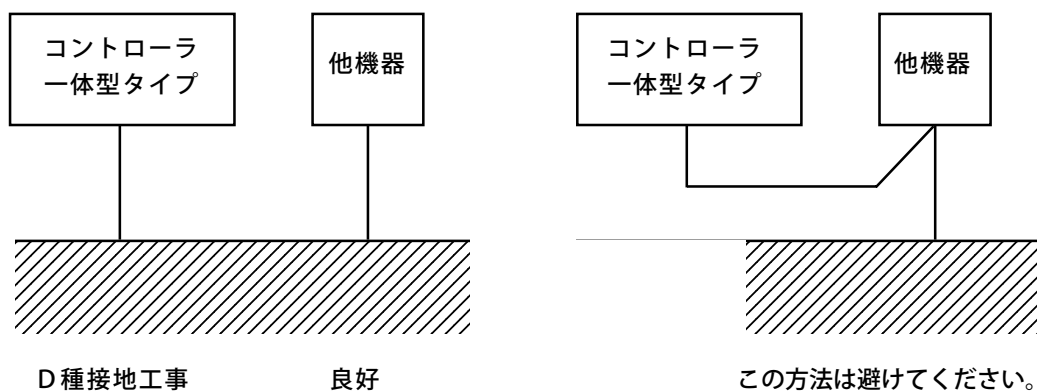 コントローラ
一体型タイプ
他機器
コントローラ
一体型タイプ
他機器
D種接地工事
良好
この方法は避けてください。